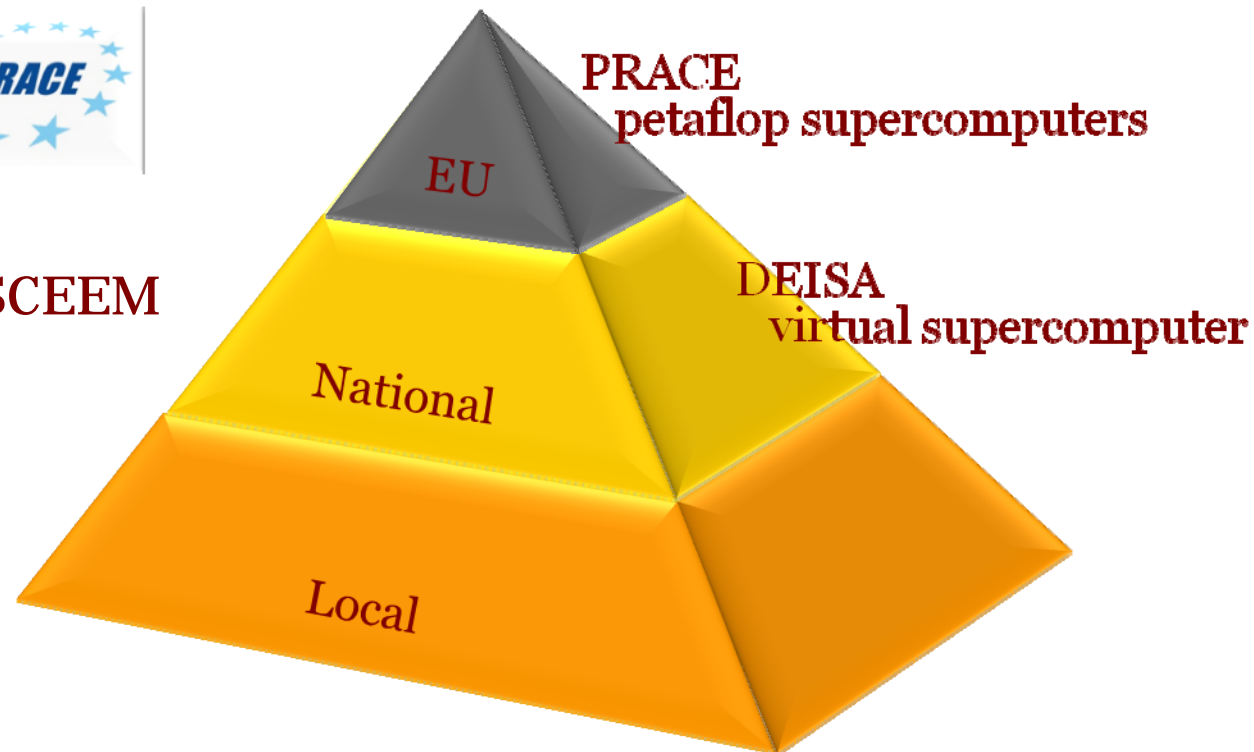 RACE
PRACE
petaflop supercomputers
EU
SCEEM
DEISA
virtual supercomputer
National
Local